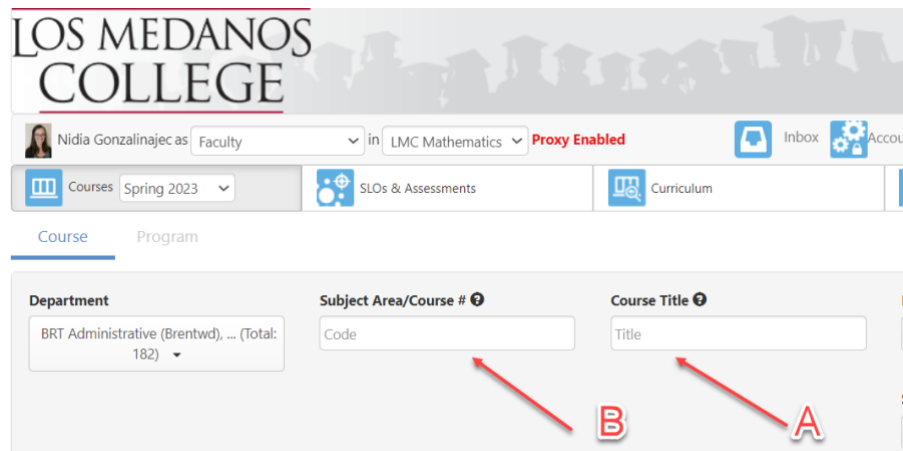 LOS MEDANOS
COLLEGE
Nidia Gonzalinajec as Faculty in LMC Mathematics Proxy Enabled Inbox
Courses Spring 2023 SLOs & Assessments Curriculum
Course Program
Department Subject Area/Course # Course Title
BRT Administrative (Brentwd), ... (Total: Code Title
182)
B A